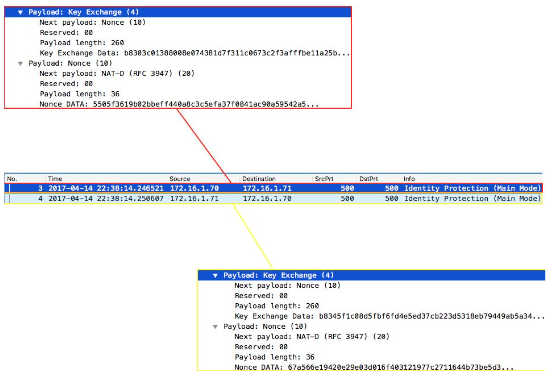 Payload: Key Exchange (4)
Next payload: Nonce (10)
Reserved: 00
Payload length: 260
Key Exchange Data: b8303c01388008e074381d7f311c0673c2f3afffbe11a25b...
Payload: Nonce (10)
Next payload: NAT-D (RFC 3947) (20)
Reserved: 00
Payload length: 36
Nonce DATA: 5505f3619b02bbeff440a8c3c5efa37f0841ac90a59542a5...
No. Time Source Destination SrcPrt DstPrt Info
3 2017-04-14 22:38:14.246521 172.16.1.70 172.16.1.71 500 500 Identity Protection (Main Mode)
4 2017-04-14 22:38:14.250607 172.16.1.71 172.16.1.70 500 500 Identity Protection (Main Mode)
Payload: Key Exchange (4)
Next payload: Nonce (10)
Reserved: 00
Payload length: 260
Key Exchange Data: b8345f1c08d5fbf6fd4e5ed37cb223d5318eb79449ab5a34...
Payload: Nonce (10)
Next payload: NAT-D (RFC 3947) (20)
Reserved: 00
Payload length: 36
Nonce DATA: 67a566e19420e29e03d016f403121977c2711644b73be5d3...